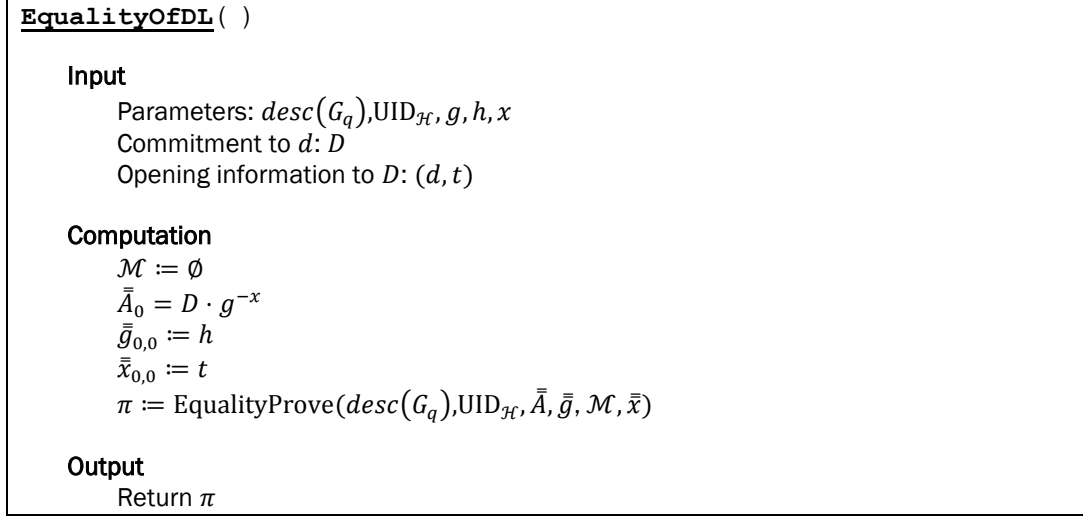 EqualityOfDL( )
Input
Parameters: 𝑑𝑒𝑠𝑐(𝐺_𝑞),UID_ℋ, 𝑔, ℎ, 𝑥
Commitment to 𝑑: 𝐷
Opening information to 𝐷: (𝑑, 𝑡)
Computation
ℳ ≔ ∅
𝐴̿_0 = 𝐷 ∙ 𝑔^{−𝑥}
𝑔̿_{0,0} ≔ ℎ
𝑥̿_{0,0} ≔ 𝑡
𝜋 ≔ EqualityProve(𝑑𝑒𝑠𝑐(𝐺_𝑞),UID_ℋ, 𝐴̿, 𝑔̿, ℳ, 𝑥̿)
Output
Return 𝜋